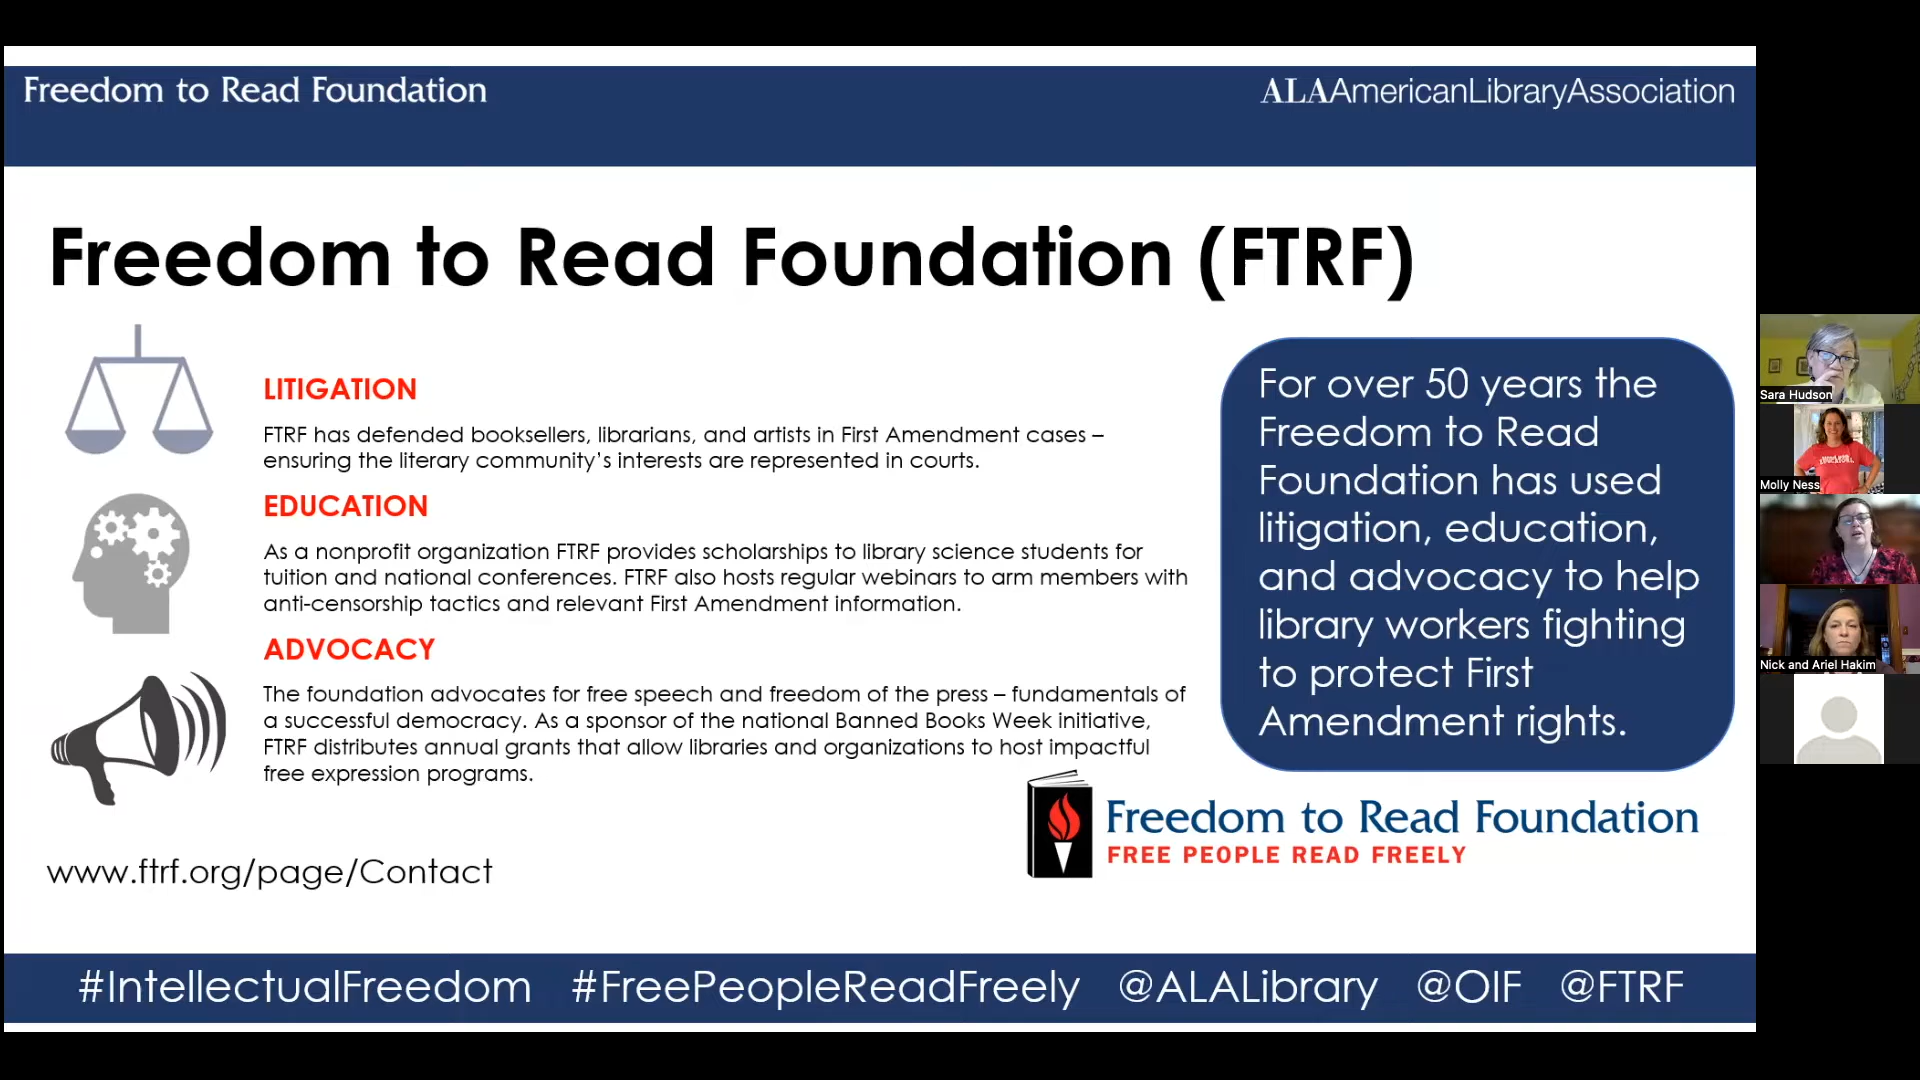 Freedom to Read Foundation
ALAAmericanLibraryAssociation
Freedom to Read Foundation (FTRF)
LITIGATION
FTRF has defended booksellers, librarians, and artists in First Amendment cases –
ensuring the literary community’s interests are represented in courts.
EDUCATION
As a nonprofit organization FTRF provides scholarships to library science students for
tuition and national conferences. FTRF also hosts regular webinars to arm members with
anti-censorship tactics and relevant First Amendment information.
ADVOCACY
The foundation advocates for free speech and freedom of the press – fundamentals of
a successful democracy. As a sponsor of the national Banned Books Week initiative,
FTRF distributes annual grants that allow libraries and organizations to host impactful
free expression programs.
For over 50 years the
Freedom to Read
Foundation has used
litigation, education,
and advocacy to help
library workers fighting
to protect First
Amendment rights.
Freedom to Read Foundation
FREE PEOPLE READ FREELY
www.ftrf.org/page/Contact
#IntellectualFreedom #FreePeopleReadFreely @ALALibrary @OIF @FTRF
Sara Hudson
Molly Ness
Nick and Ariel Hakim